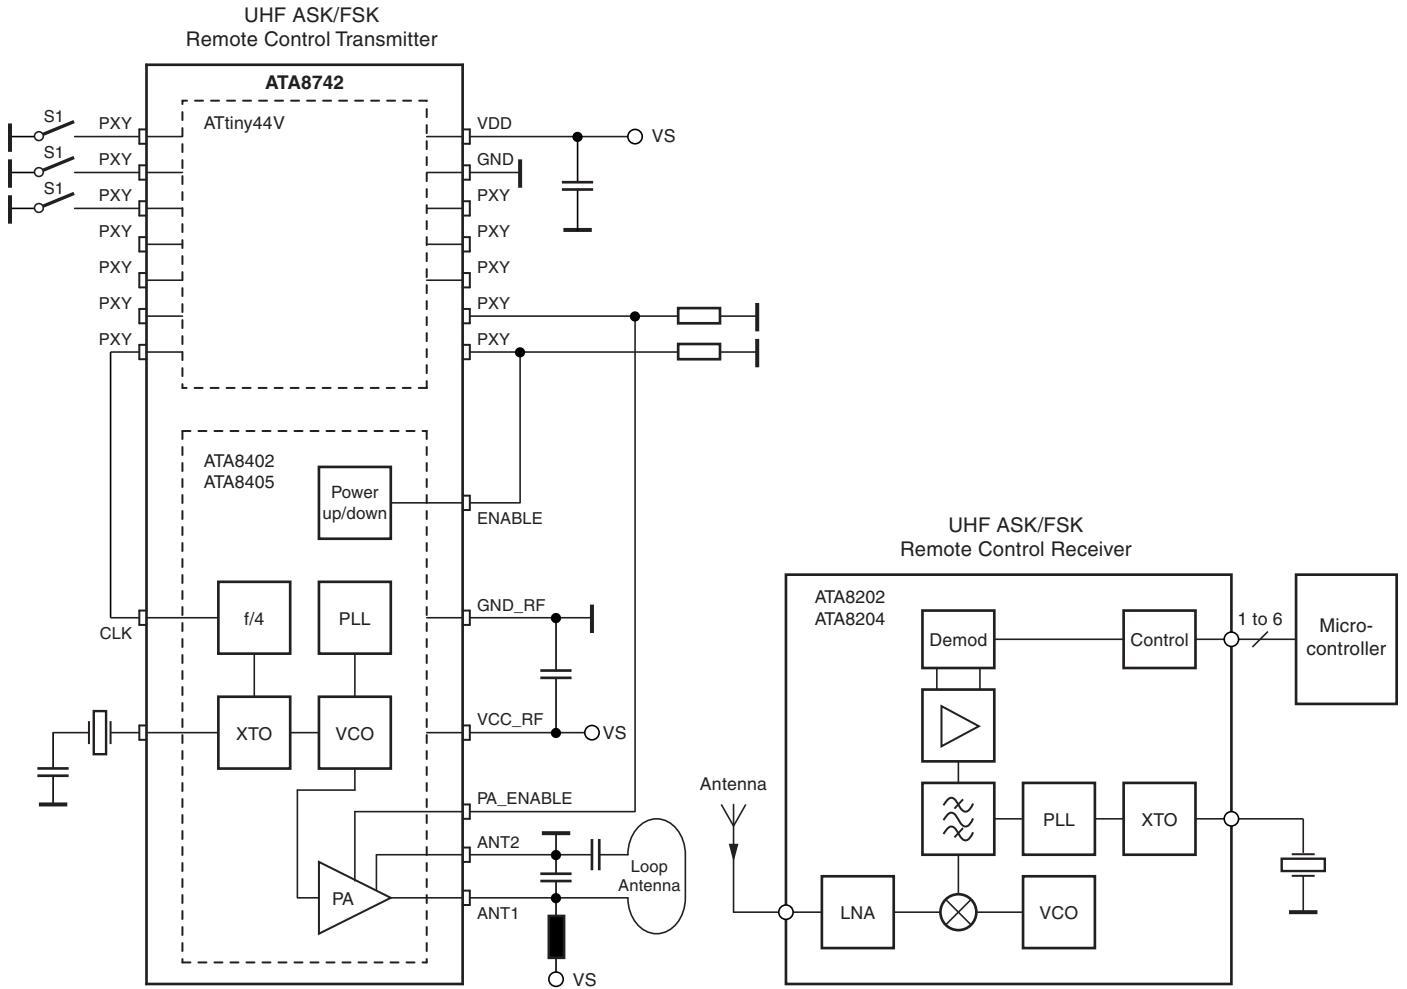 UHF ASK/FSK
Remote Control Transmitter
ATA8742
ATtiny44V
S1
PXY
S1
PXY
S1
PXY
PXY
PXY
PXY
PXY
VDD
VS
GND
PXY
PXY
PXY
PXY
ATA8402
ATA8405
Power
up/down
ENABLE
f/4
PLL
CLK
GND_RF
XTO
VCO
VCC_RF
VS
PA_ENABLE
ANT2
Loop
Antenna
PA
ANT1
VS
UHF ASK/FSK
Remote Control Receiver
ATA8202
ATA8204
Demod
Control
1 to 6
Micro-
controller
Antenna
PLL
XTO
LNA
VCO